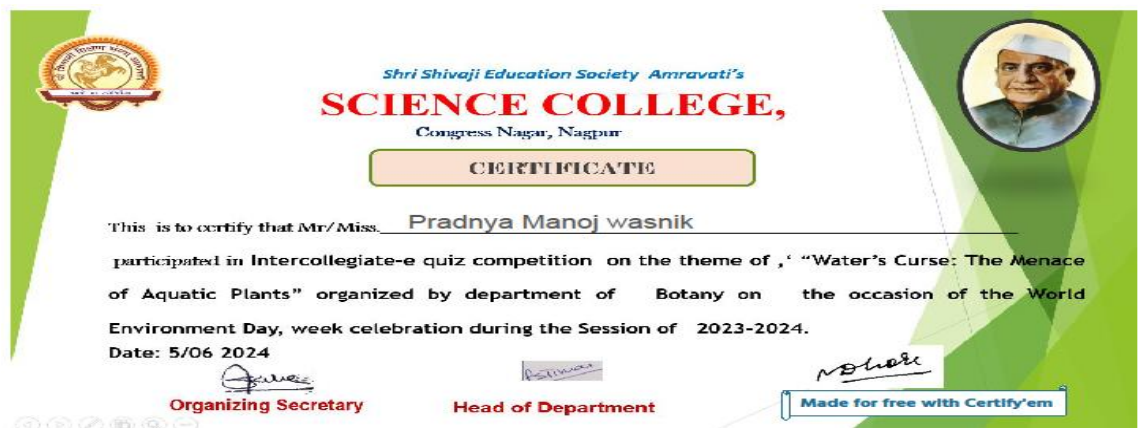 Shri Shivaji Education Society Amravati's
SCIENCE COLLEGE,
Congress Nagar, Nagpur
CERTIFICATE
This is to certify that Mr/Miss. Pradnya Manoj wasnik
participated in Intercollegiate-e quiz competition on the theme of ,‘ “Water’s Curse: The Menace
of Aquatic Plants” organized by department of Botany on the occasion of the World
Environment Day, week celebration during the Session of 2023-2024.
Date: 5/06 2024
Organizing Secretary Head of Department Made for free with Certify'em